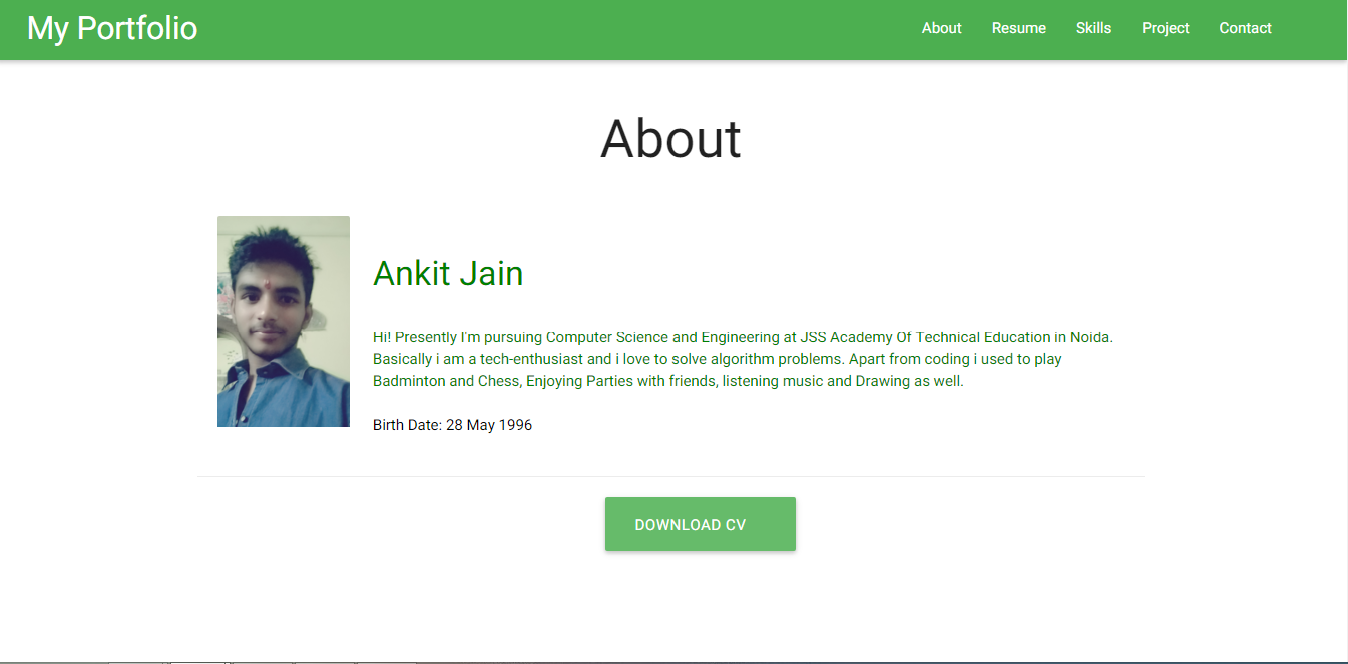 My Portfolio
About Resume Skills Project Contact
About
Ankit Jain
Hi! Presently I'm pursuing Computer Science and Engineering at JSS Academy Of Technical Education in Noida.
Basically i am a tech-enthusiast and i love to solve algorithm problems. Apart from coding i used to play
Badminton and Chess, Enjoying Parties with friends, listening music and Drawing as well.
Birth Date: 28 May 1996
DOWNLOAD CV